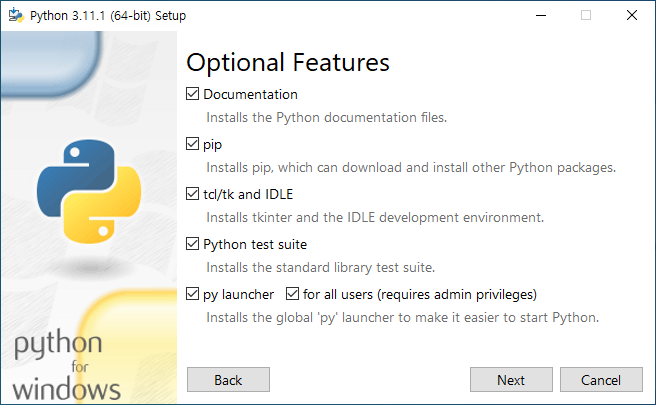 Python 3.11.1 (64-bit) Setup
Optional Features
Documentation
Installs the Python documentation files.
pip
Installs pip, which can download and install other Python packages.
tcl/tk and IDLE
Installs tkinter and the IDLE development environment.
Python test suite
Installs the standard library test suite.
py launcher for all users (requires admin privileges)
Installs the global 'py' launcher to make it easier to start Python.
python
for
windows
Back Next Cancel